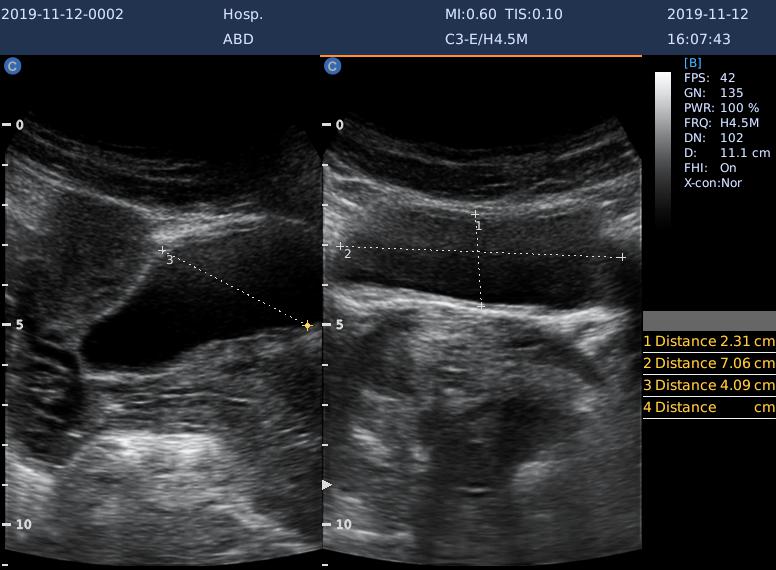 2019-11-12-0002 Hosp. MI:0.60 TIS:0.10 2019-11-12
ABD C3-E/H4.5M 16:07:43
C C
[B]
FPS: 42
GN: 135
PWR: 100 %
FRQ: H4.5M
DN: 102
D: 11.1 cm
FHI: On
X-con:Nor
0 0
1
2
3
5 5
10 10
1 Distance 2.31 cm
2 Distance 7.06 cm
3 Distance 4.09 cm
4 Distance cm